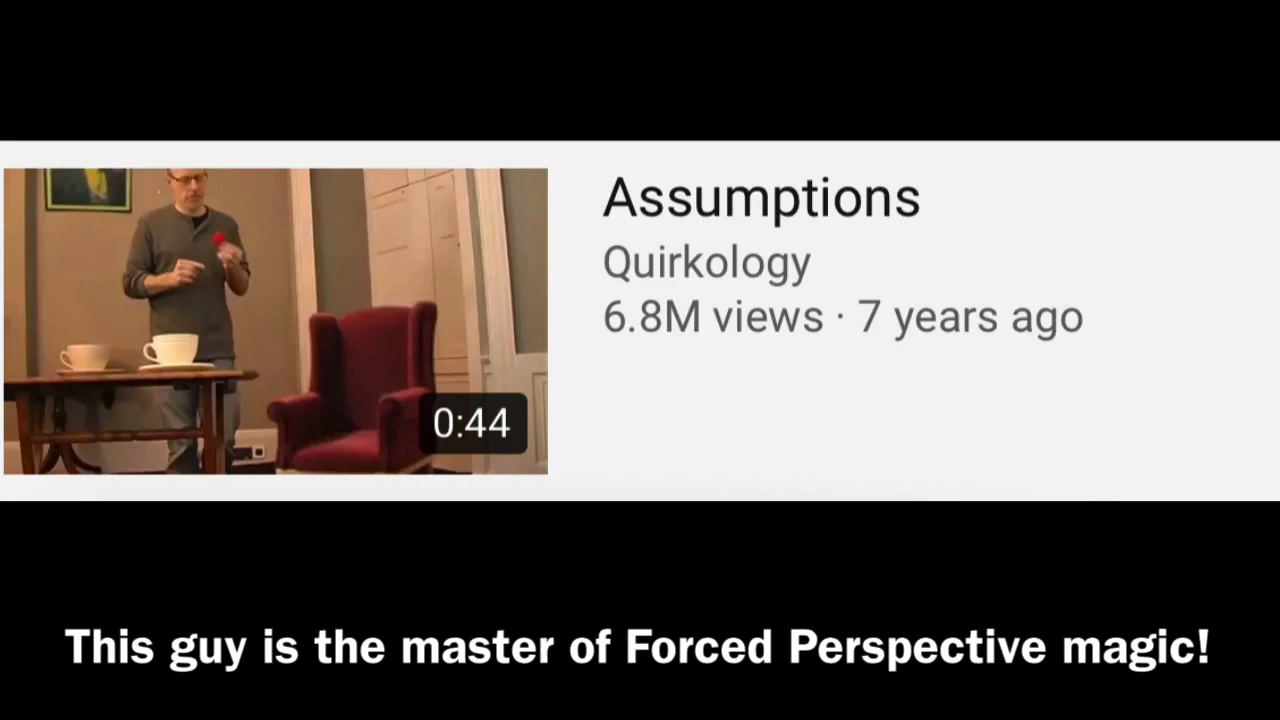 Assumptions
Quirkology
6.8M views · 7 years ago
0:44
This guy is the master of Forced Perspective magic!